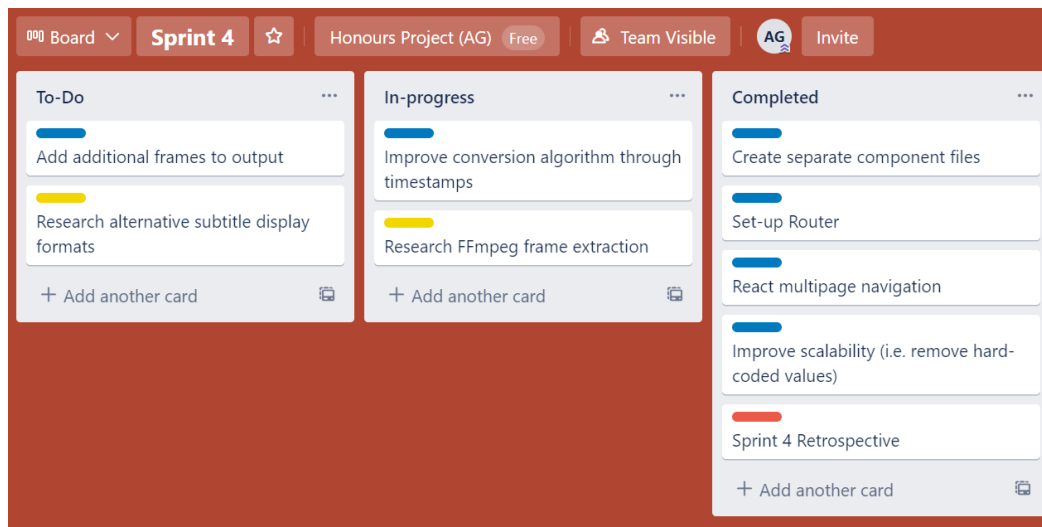 Board
Sprint 4
Honours Project (AG) Free
Team Visible
AG
Invite
To-Do
Add additional frames to output
Research alternative subtitle display
formats
+ Add another card
In-progress
Improve conversion algorithm through
timestamps
Research FFmpeg frame extraction
+ Add another card
Completed
Create separate component files
Set-up Router
React multipage navigation
Improve scalability (i.e. remove hard-
coded values)
Sprint 4 Retrospective
+ Add another card